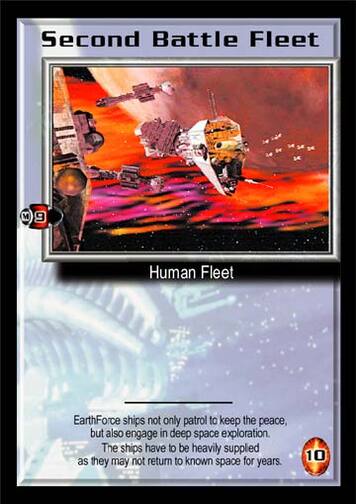 Second Battle Fleet
M 9
Human Fleet
EarthForce ships not only patrol to keep the peace,
but also engage in deep space exploration.
The ships have to be heavily supplied
as they may not return to known space for years.
10